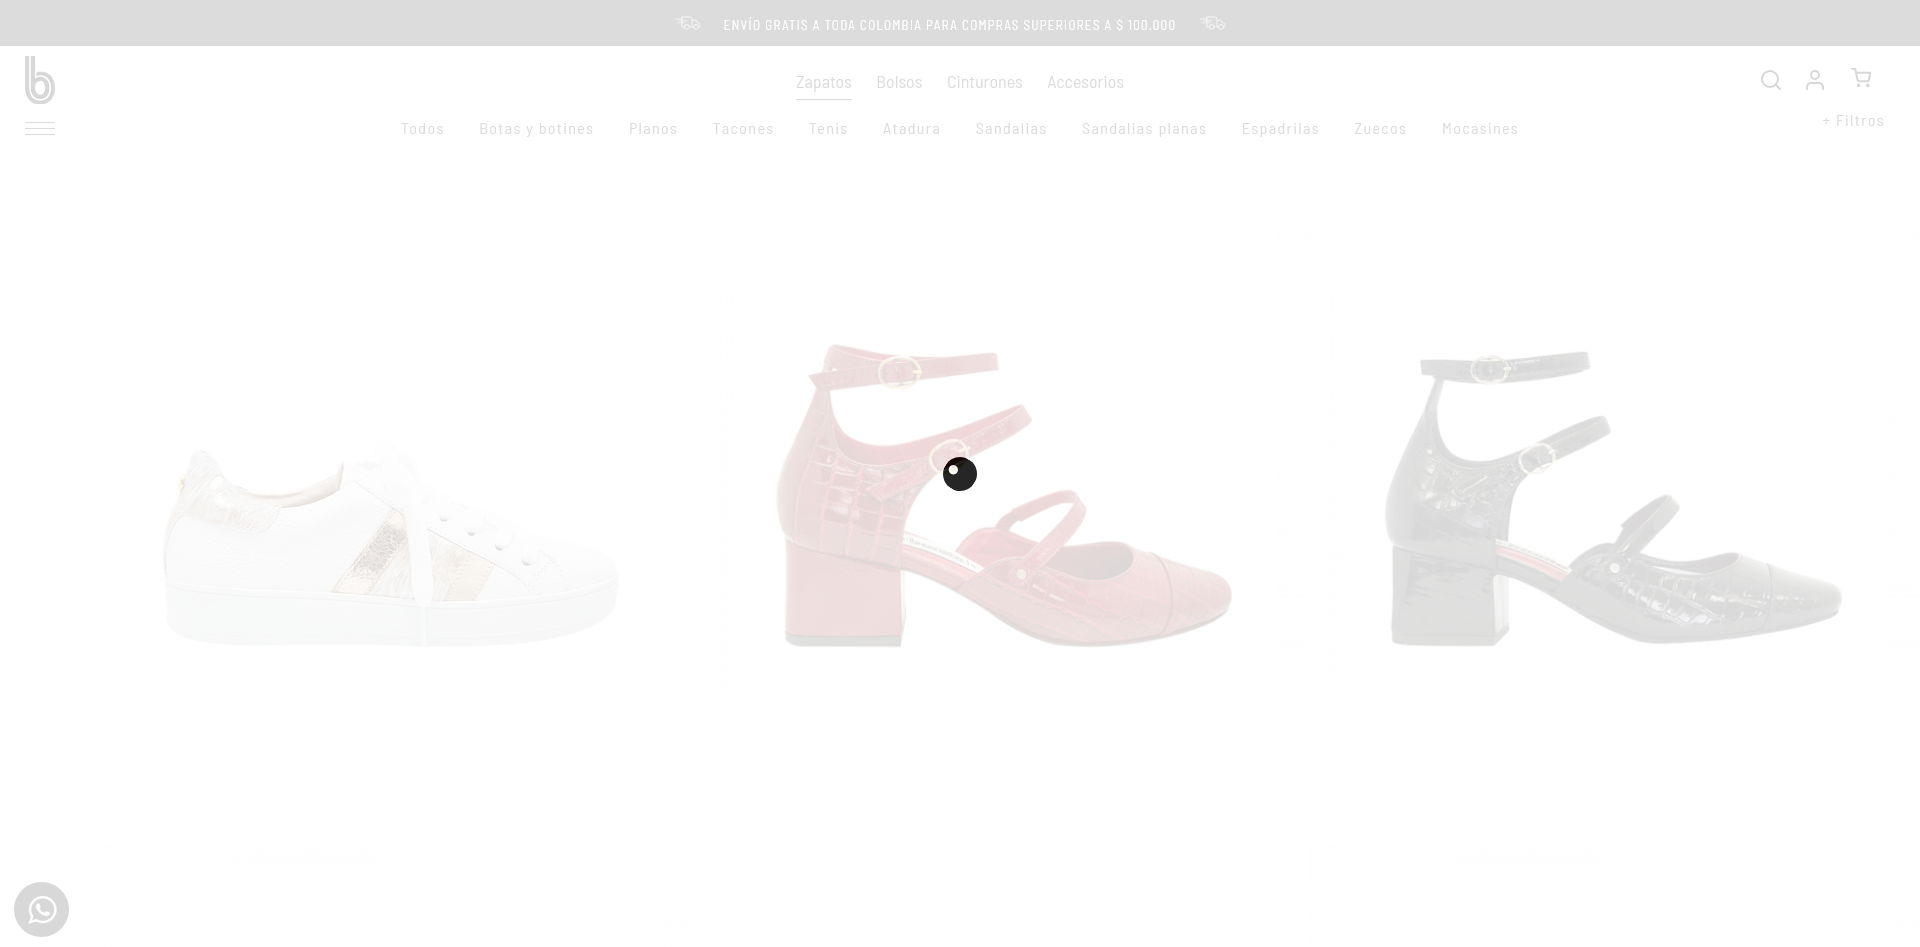 ENVÍO GRATIS A TODA COLOMBIA PARA COMPRAS SUPERIORES A $ 100.000
b
Zapatos Bolsos Cinturones Accesorios
+ Filtros
Todos Botas y botines Planos Tacones Tenis Atadura Sandalias Sandalias planas Espadrilas Zuecos Mocasines